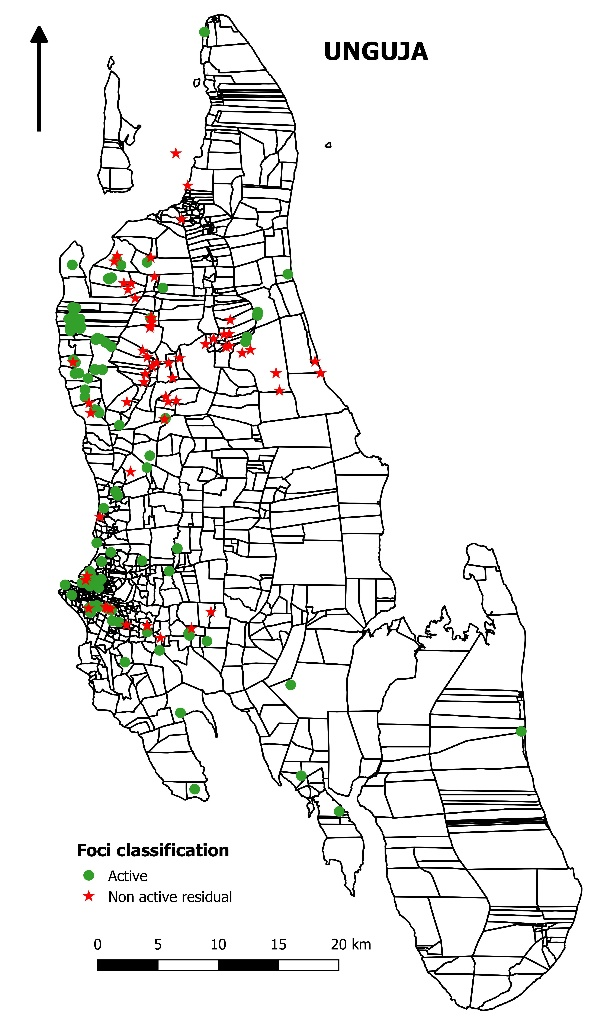 UNGUJA
Foci classification
Active
Non active residual
0 5 10 15 20 km